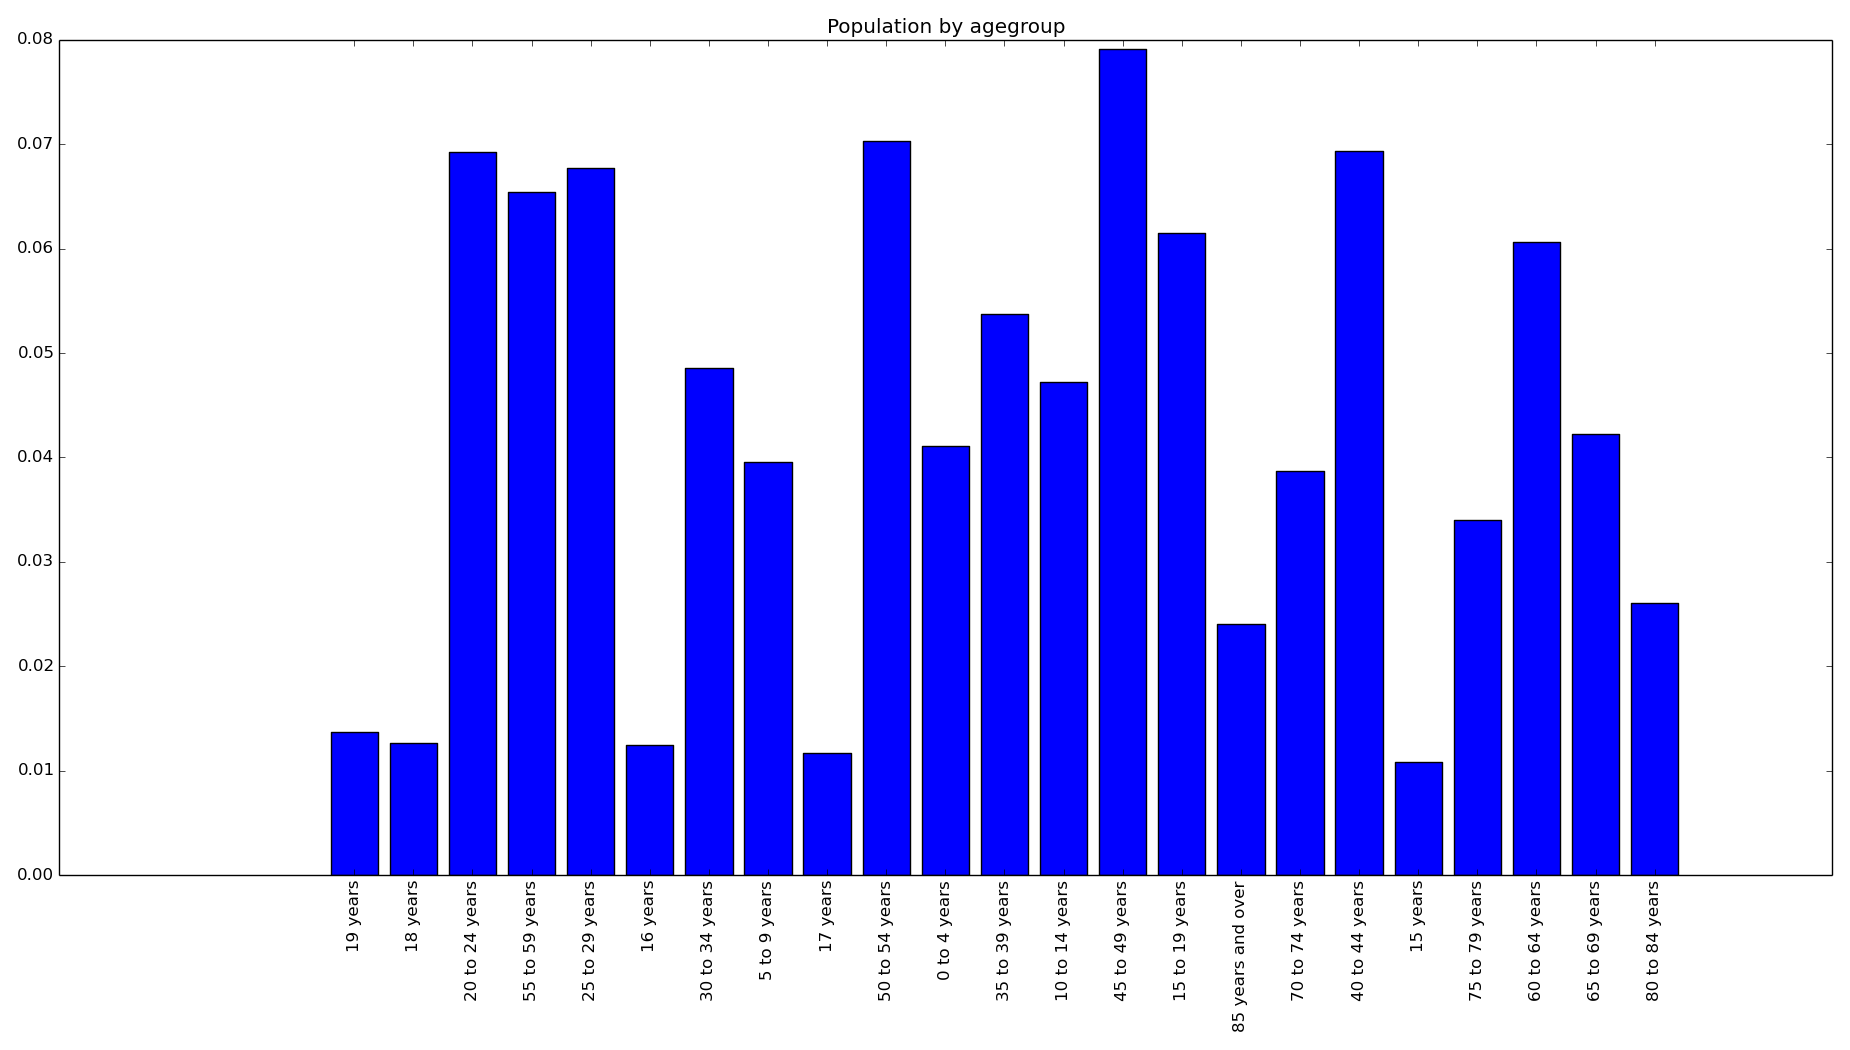 Population by agegroup
0.08
0.07
0.06
0.05
0.04
0.03
0.02
0.01
0.00
19 years
18 years
20 to 24 years
55 to 59 years
25 to 29 years
16 years
30 to 34 years
5 to 9 years
17 years
50 to 54 years
0 to 4 years
35 to 39 years
10 to 14 years
45 to 49 years
15 to 19 years
85 years and over
70 to 74 years
40 to 44 years
15 years
75 to 79 years
60 to 64 years
65 to 69 years
80 to 84 years